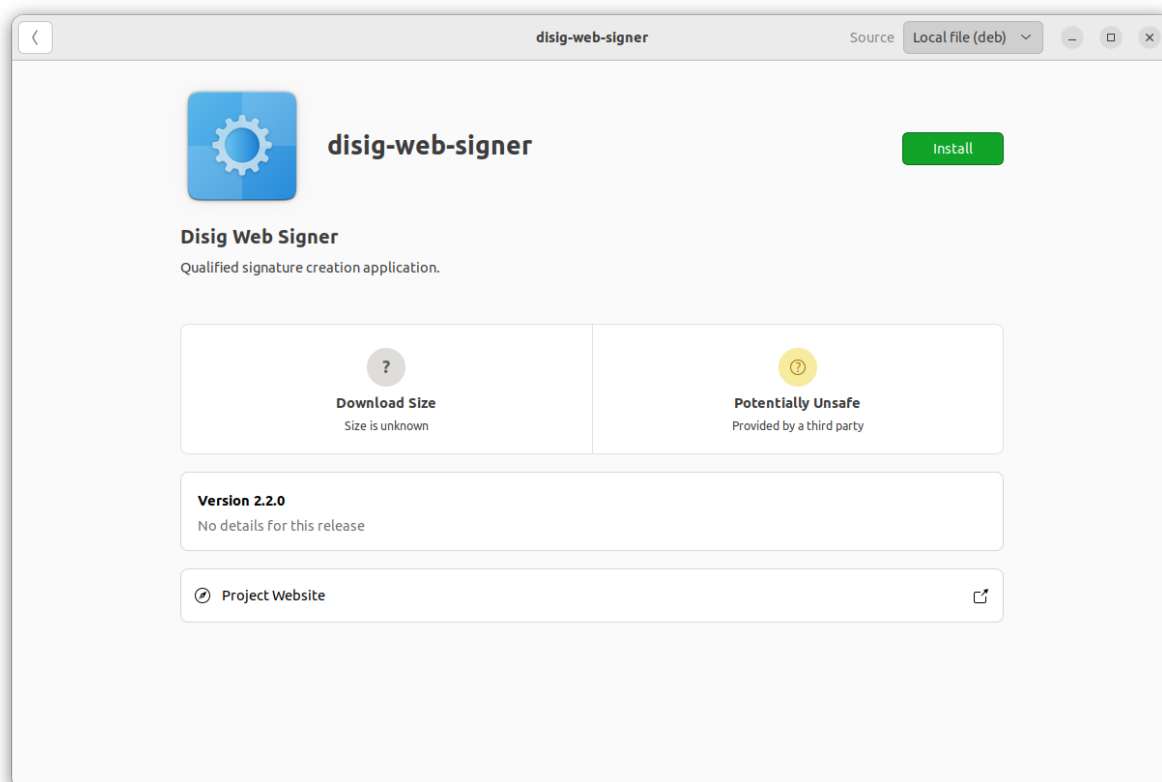 disig-web-signer
Source
Local file (deb)
disig-web-signer
Install
Disig Web Signer
Qualified signature creation application.
?
?
Download Size
Potentially Unsafe
Size is unknown
Provided by a third party
Version 2.2.0
No details for this release
Project Website